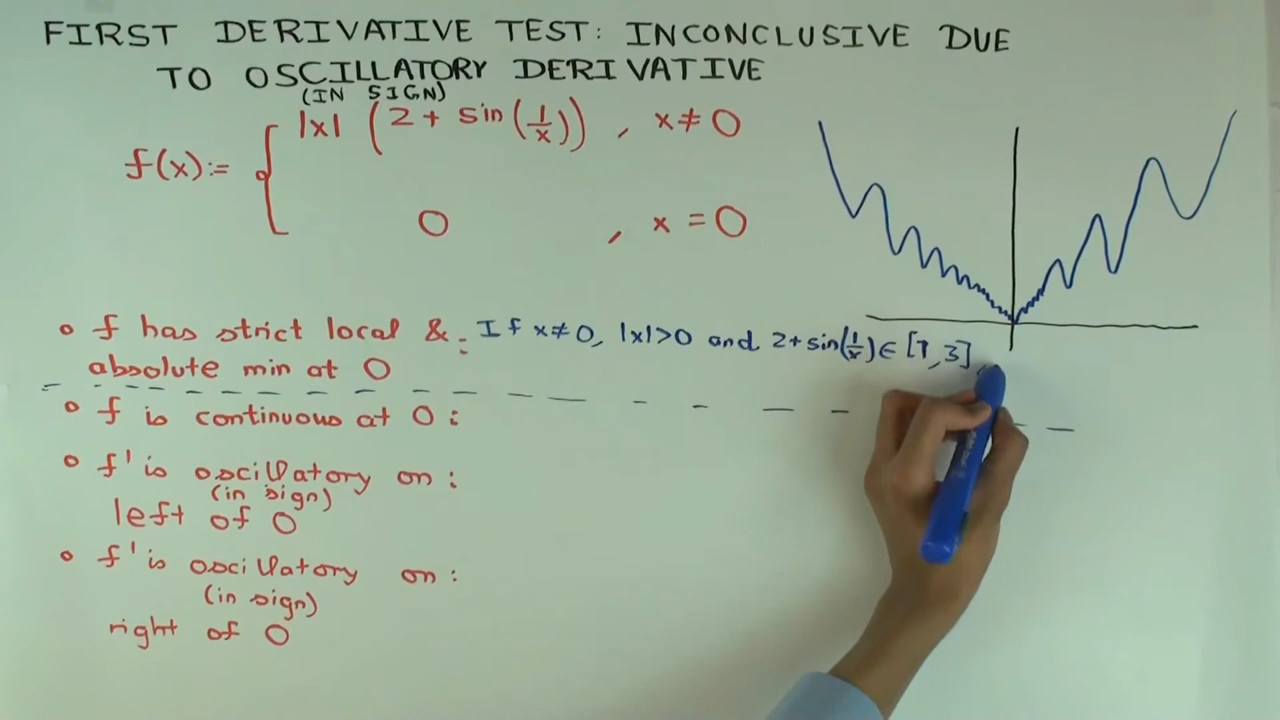 FIRST DERIVATIVE TEST: INCONCLUSIVE DUE
TO OSCILLATORY DERIVATIVE
(IN SIGN)
f(x):= { |x| (2 + sin(1/x)) , x≠0
0 , x=0
• f has strict local & : If x≠0, |x|>0 and 2+sin(1/x)∈[1,3],
absolute min at 0
• f is continuous at 0:
• f' is oscillatory on:
(in sign)
left of 0
• f' is oscillatory on:
(in sign)
right of 0